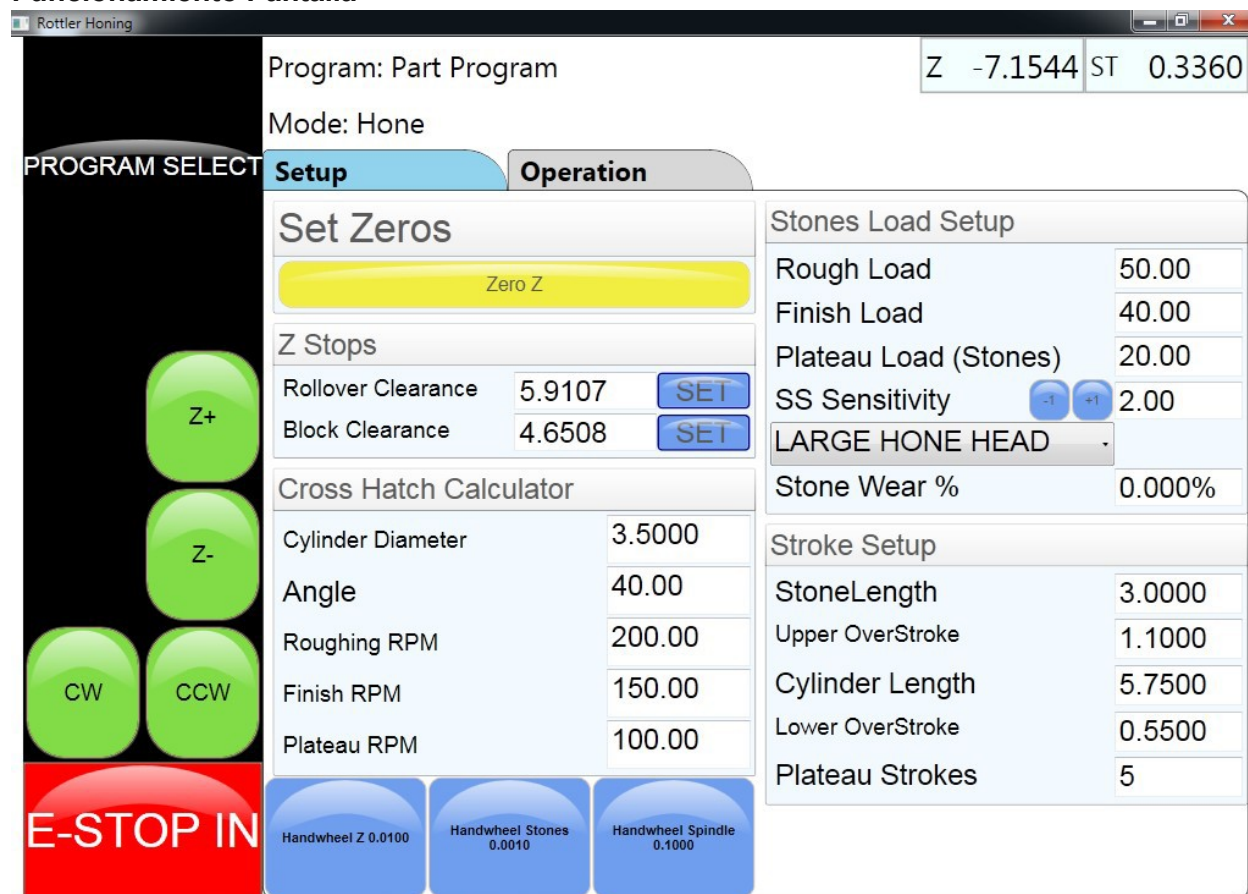 Funcionamiento Pantalla
Rottler Honing
Program: Part Program
Z -7.1544 ST 0.3360
Mode: Hone
PROGRAM SELECT
Setup Operation
Set Zeros
Zero Z
Z Stops
Rollover Clearance 5.9107 SET
Block Clearance 4.6508 SET
Cross Hatch Calculator
Cylinder Diameter 3.5000
Angle 40.00
Roughing RPM 200.00
Finish RPM 150.00
Plateau RPM 100.00
Stones Load Setup
Rough Load 50.00
Finish Load 40.00
Plateau Load (Stones) 20.00
SS Sensitivity -1 +1 2.00
LARGE HONE HEAD
Stone Wear % 0.000%
Stroke Setup
StoneLength 3.0000
Upper OverStroke 1.1000
Cylinder Length 5.7500
Lower OverStroke 0.5500
Plateau Strokes 5
Z+
Z-
CW CCW
E-STOP IN
Handwheel Z 0.0100
Handwheel Stones
0.0010
Handwheel Spindle
0.1000